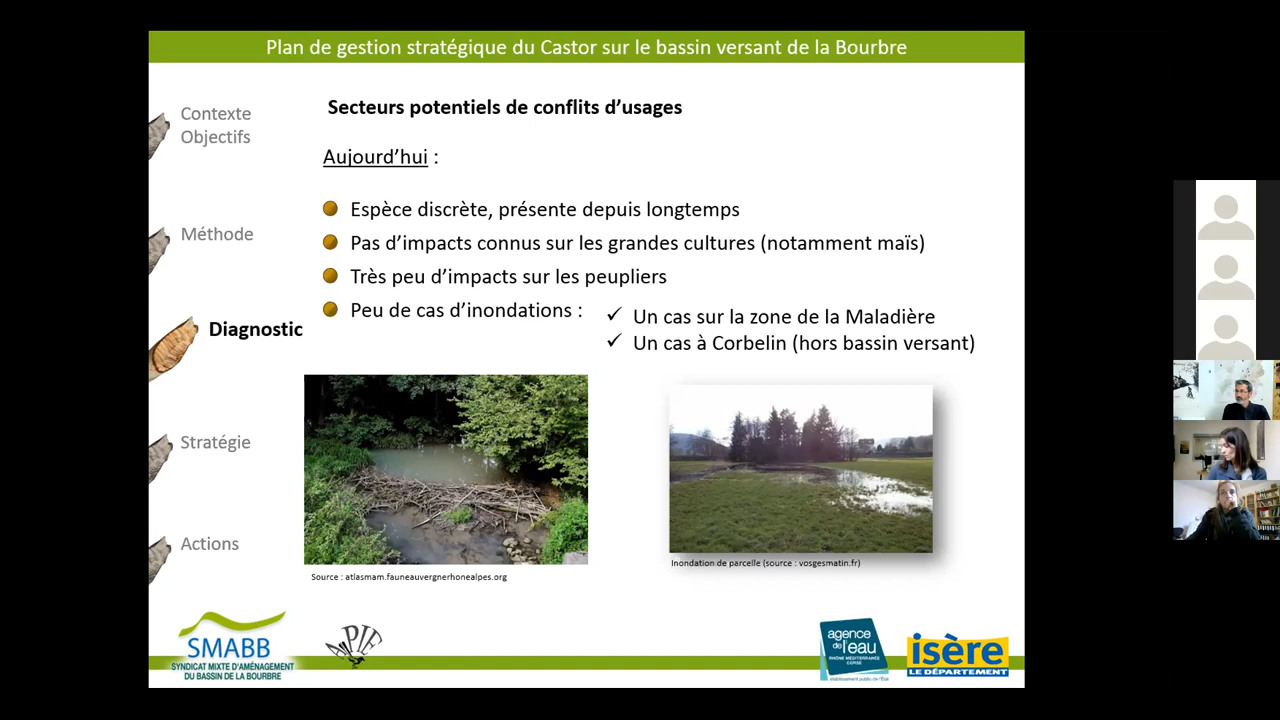 Plan de gestion stratégique du Castor sur le bassin versant de la Bourbre
Contexte
Objectifs
Méthode
Diagnostic
Stratégie
Actions
Secteurs potentiels de conflits d’usages
Aujourd’hui :
Espèce discrète, présente depuis longtemps
Pas d’impacts connus sur les grandes cultures (notamment maïs)
Très peu d’impacts sur les peupliers
Peu de cas d’inondations :
✓ Un cas sur la zone de la Maladière
✓ Un cas à Corbelin (hors bassin versant)
Source : atlasmam.fauneauvergnerhonealpes.org
Inondation de parcelle (source : vosgesmatin.fr)
SMABB
SYNDICAT MIXTE D'AMÉNAGEMENT
DU BASSIN DE LA BOURBRE
agence
de l'eau
RHÔNE MÉDITERRANÉE
CORSE
établissement public de l'État
isère
LE DÉPARTEMENT